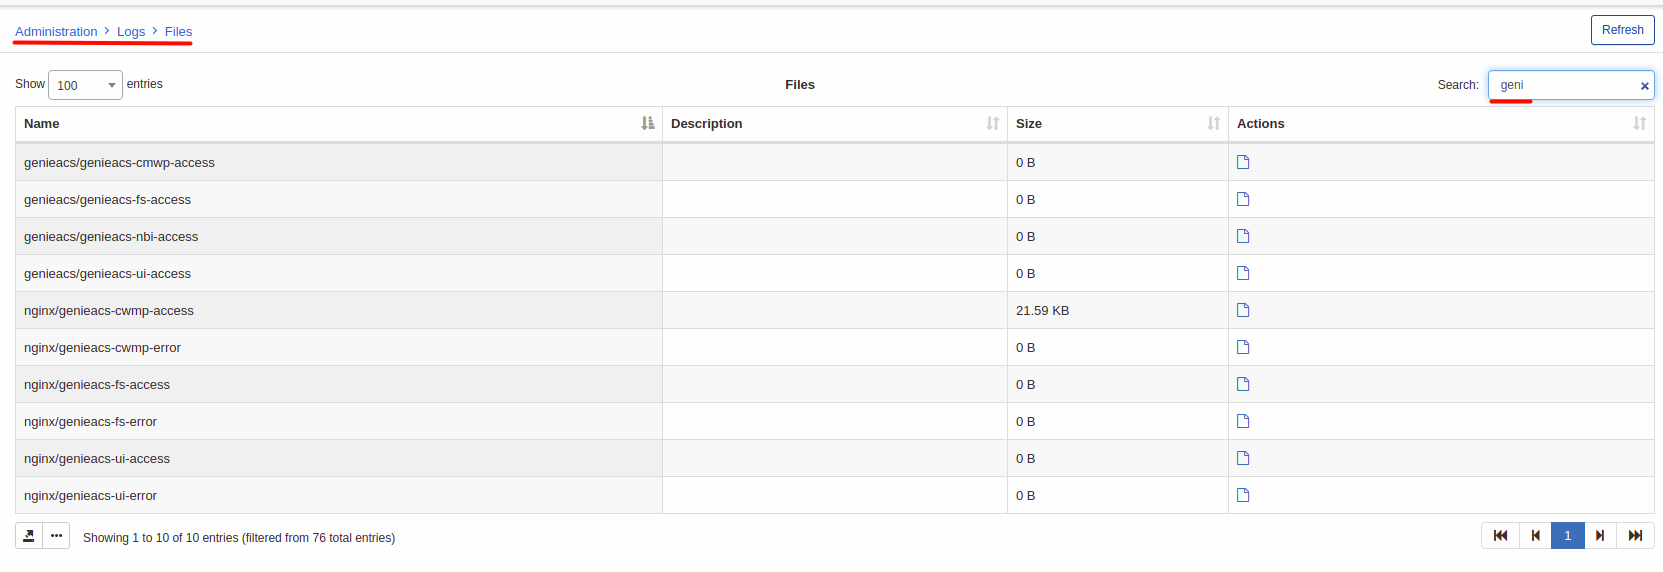 Administration > Logs > Files Refresh
Show 100 entries Files Search: geni ×
Name Description Size Actions
genieacs/genieacs-cmwp-access 0 B
genieacs/genieacs-fs-access 0 B
genieacs/genieacs-nbi-access 0 B
genieacs/genieacs-ui-access 0 B
nginx/genieacs-cwmp-access 21.59 KB
nginx/genieacs-cwmp-error 0 B
nginx/genieacs-fs-access 0 B
nginx/genieacs-fs-error 0 B
nginx/genieacs-ui-access 0 B
nginx/genieacs-ui-error 0 B
Showing 1 to 10 of 10 entries (filtered from 76 total entries) 1